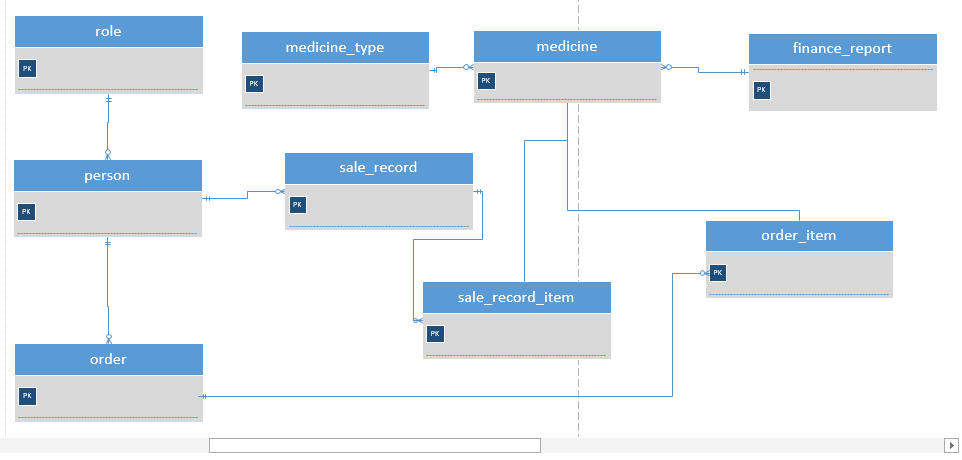 role
PK
medicine_type
PK
medicine
PK
finance_report
PK
person
PK
sale_record
PK
order_item
PK
sale_record_item
PK
order
PK